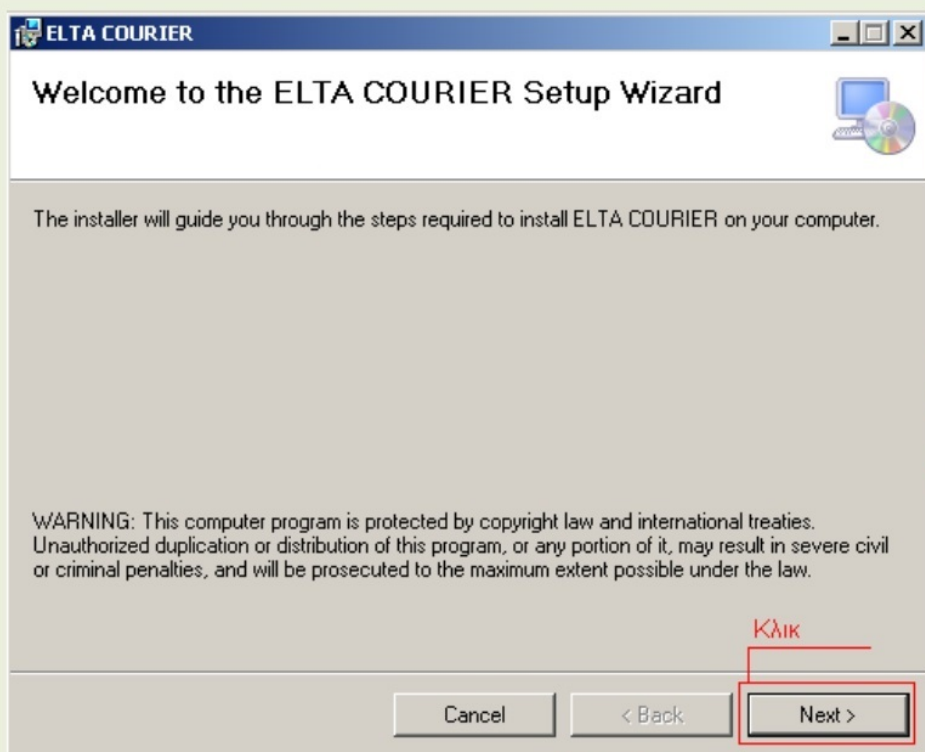 ELTA COURIER
Welcome to the ELTA COURIER Setup Wizard
The installer will guide you through the steps required to install ELTA COURIER on your computer.
WARNING: This computer program is protected by copyright law and international treaties.
Unauthorized duplication or distribution of this program, or any portion of it, may result in severe civil
or criminal penalties, and will be prosecuted to the maximum extent possible under the law.
Κλικ
Cancel
< Back
Next >